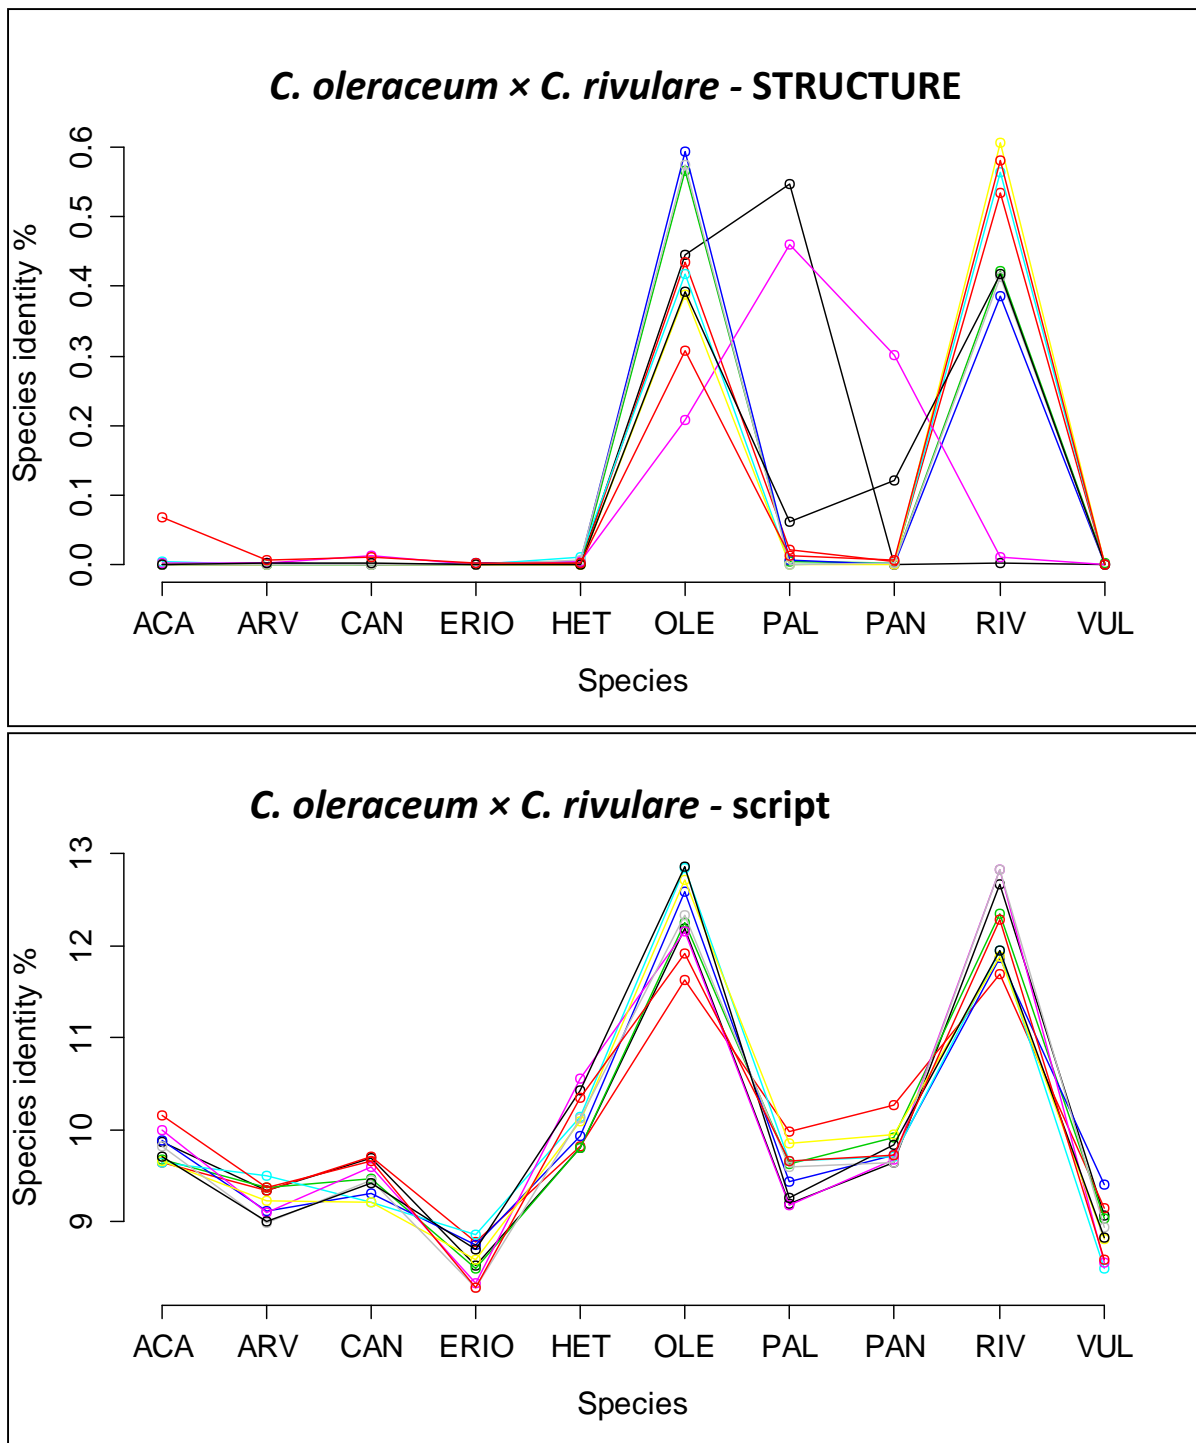 C. oleraceum × C. rivulare - STRUCTURE
Species identity %
0.6
0.5
0.4
0.3
0.2
0.1
0.0
ACA ARV CAN ERIO HET OLE PAL PAN RIV VUL
Species
C. oleraceum × C. rivulare - script
Species identity %
13
12
11
10
9
ACA ARV CAN ERIO HET OLE PAL PAN RIV VUL
Species